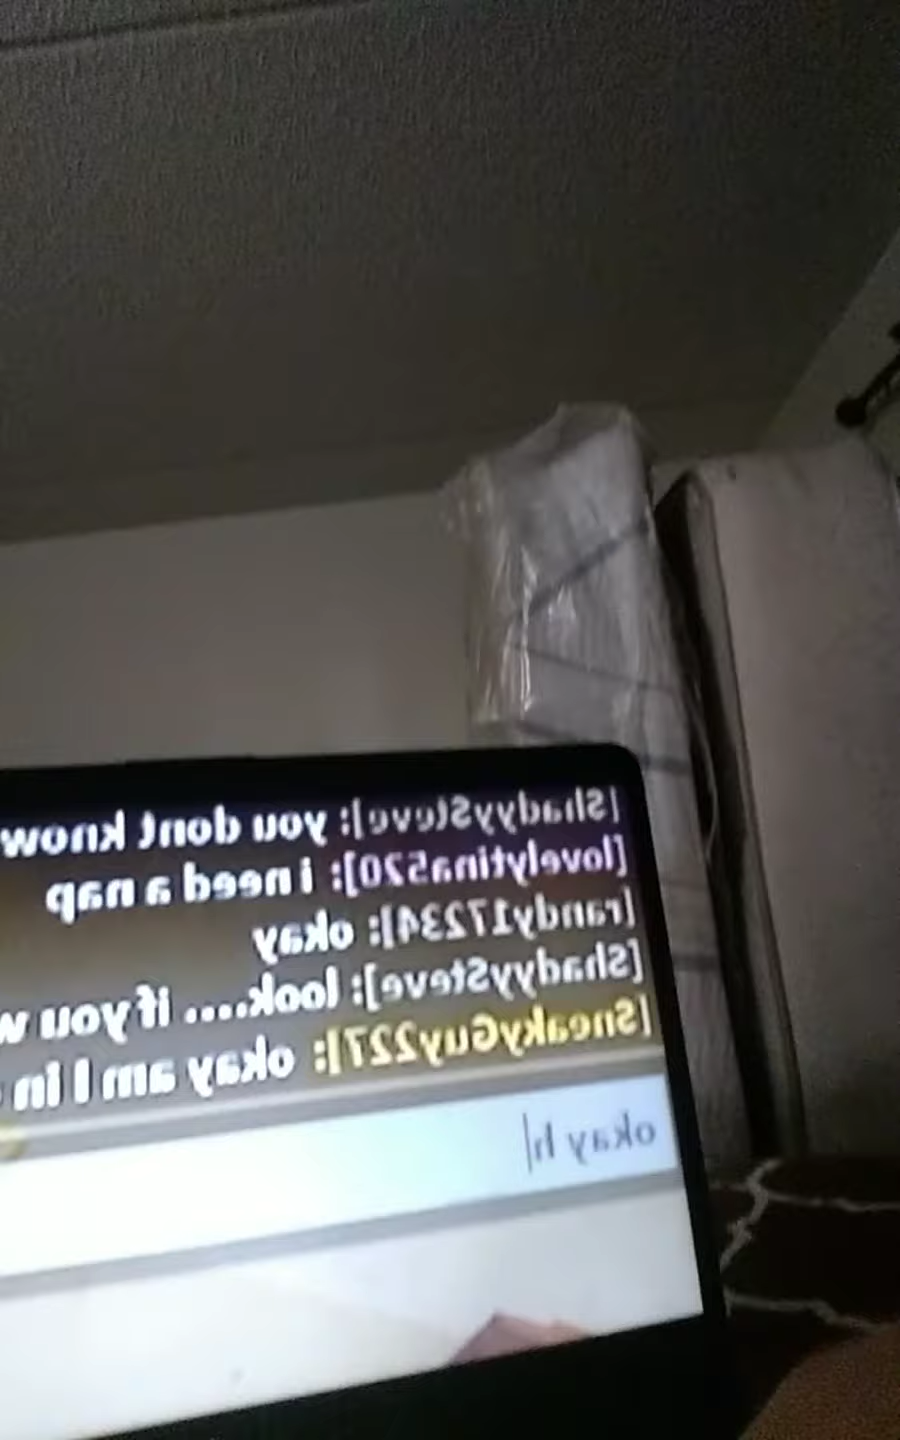 [ShadyySteve]: you dont know
[lovelytina520]: i need a nap
[randy17234]: okay
[ShadyySteve]: look.... if you
[SneakyGuy227]: okay am I in
okay h